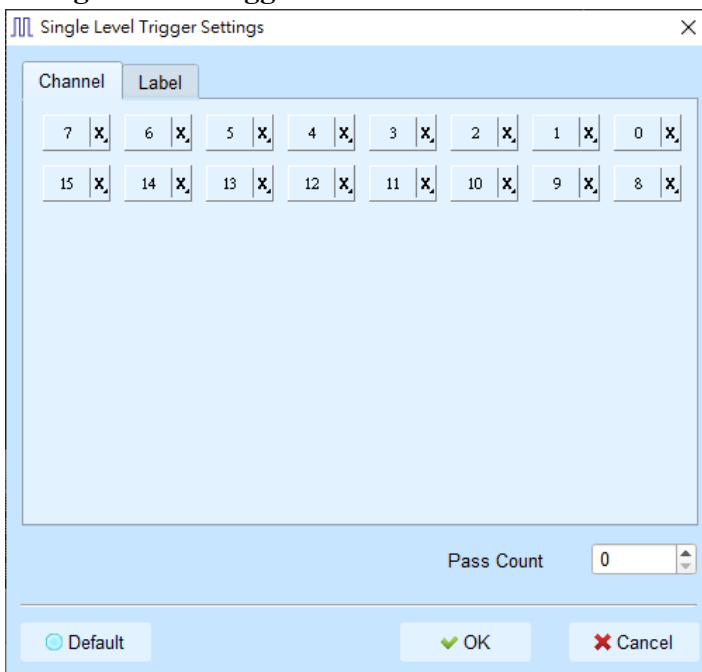 Single Level Trigger Settings
Channel Label
7 X 6 X 5 X 4 X 3 X 2 X 1 X 0 X
15 X 14 X 13 X 12 X 11 X 10 X 9 X 8 X
Pass Count 0
Default OK Cancel